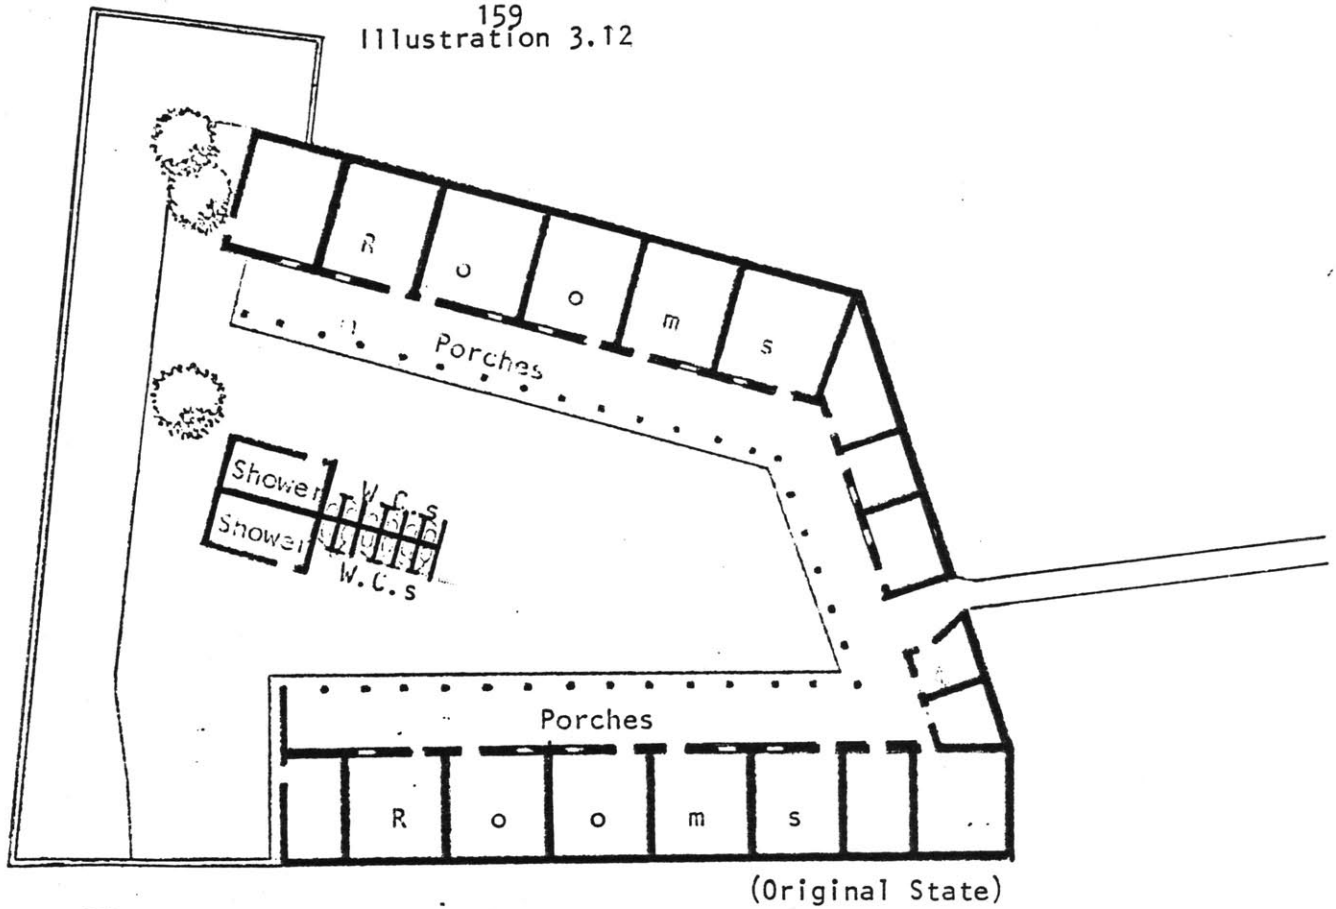 159
Illustration 3.12
R o o m s
Porches
Shower
W.C.s
Shower
W.C.s
Porches
R o o m s
(Original State)